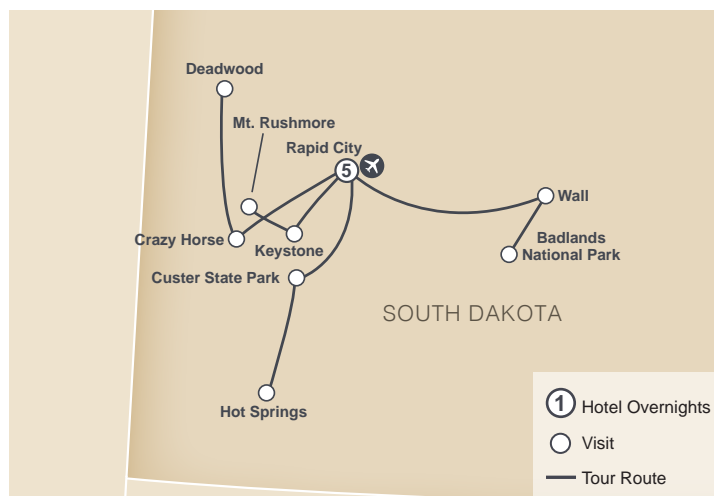 Deadwood
Mt. Rushmore
Rapid City
5
Wall
Crazy Horse
Keystone
Badlands
National Park
Custer State Park
SOUTH DAKOTA
Hot Springs
1 Hotel Overnights
Visit
Tour Route